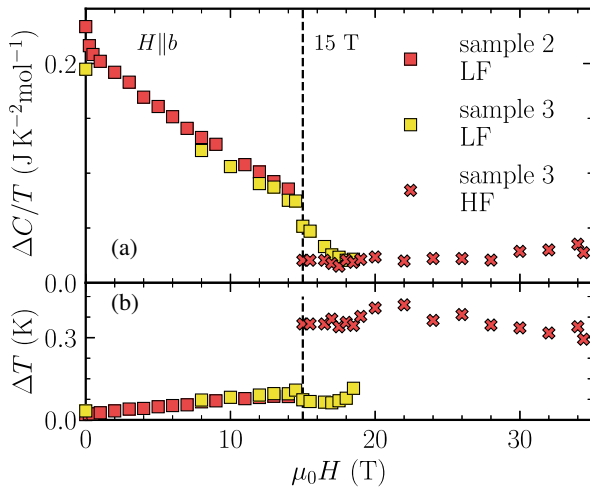 H∥b
15 T
sample 2
LF
sample 3
LF
sample 3
HF
ΔC/T (J K⁻²mol⁻¹)
0.2
0.0
(a)
(b)
ΔT (K)
0.3
0.0
0 10 20 30
μ₀H (T)